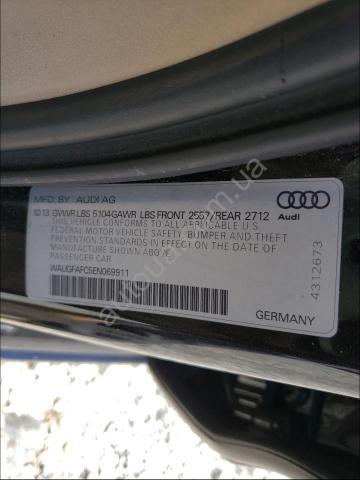 MFD. BY AUDI AG
10 13 GVWR LBS 5104 GAWR LBS FRONT 2557/REAR 2712
THIS VEHICLE CONFORMS TO ALL APPLICABLE U S
FEDERAL MOTOR VEHICLE SAFETY, BUMPER AND THEFT
PREVENTION STANDARDS IN EFFECT ON THE DATE OF
MANUFACTURE SHOWN ABOVE.
PASSENGER CAR
WAUGFAFC5EN069911
Audi
4312673
GERMANY